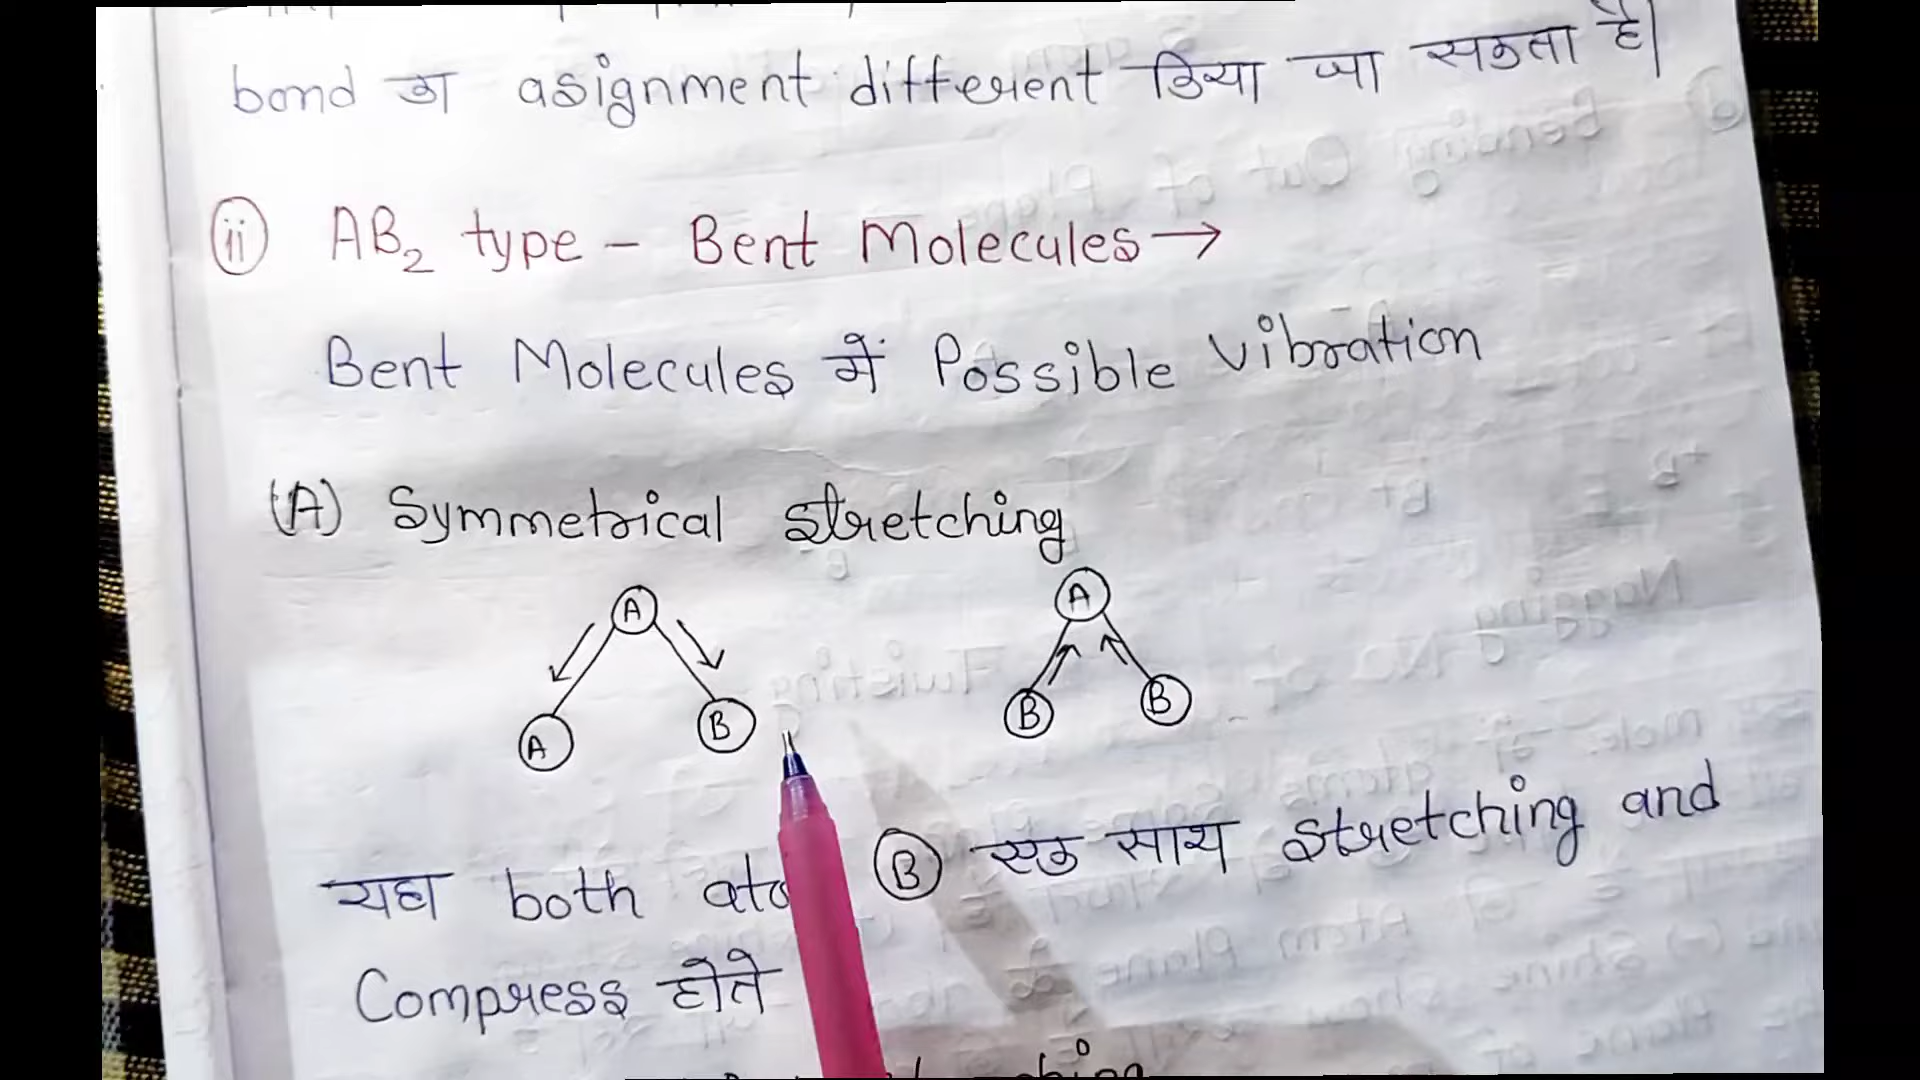 bond का asignment different किया जा सकता है।
(ii) AB₂ type – Bent Molecules →
Bent Molecules में Possible vibration
(A) Symmetrical stretching
A A
A B B B
यहा both ato B एक साथ stretching and
Compress होते